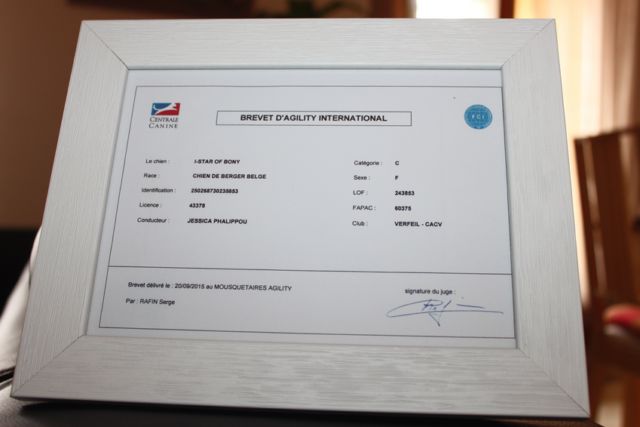 CENTRALE
CANINE
BREVET D'AGILITY INTERNATIONAL
FCI
Le chien : I-STAR OF BONY
Catégorie : C
Race : CHIEN DE BERGER BELGE
Sexe : F
Identification : 250268730235853
LOF : 243853
Licence : 43378
FAPAC : 60375
Conducteur : JESSICA PHALIPPOU
Club : VERFEIL - CACV
Brevet délivré le : 20/09/2015 au MOUSQUETAIRES AGILITY
signature du juge :
Par : RAFIN Serge